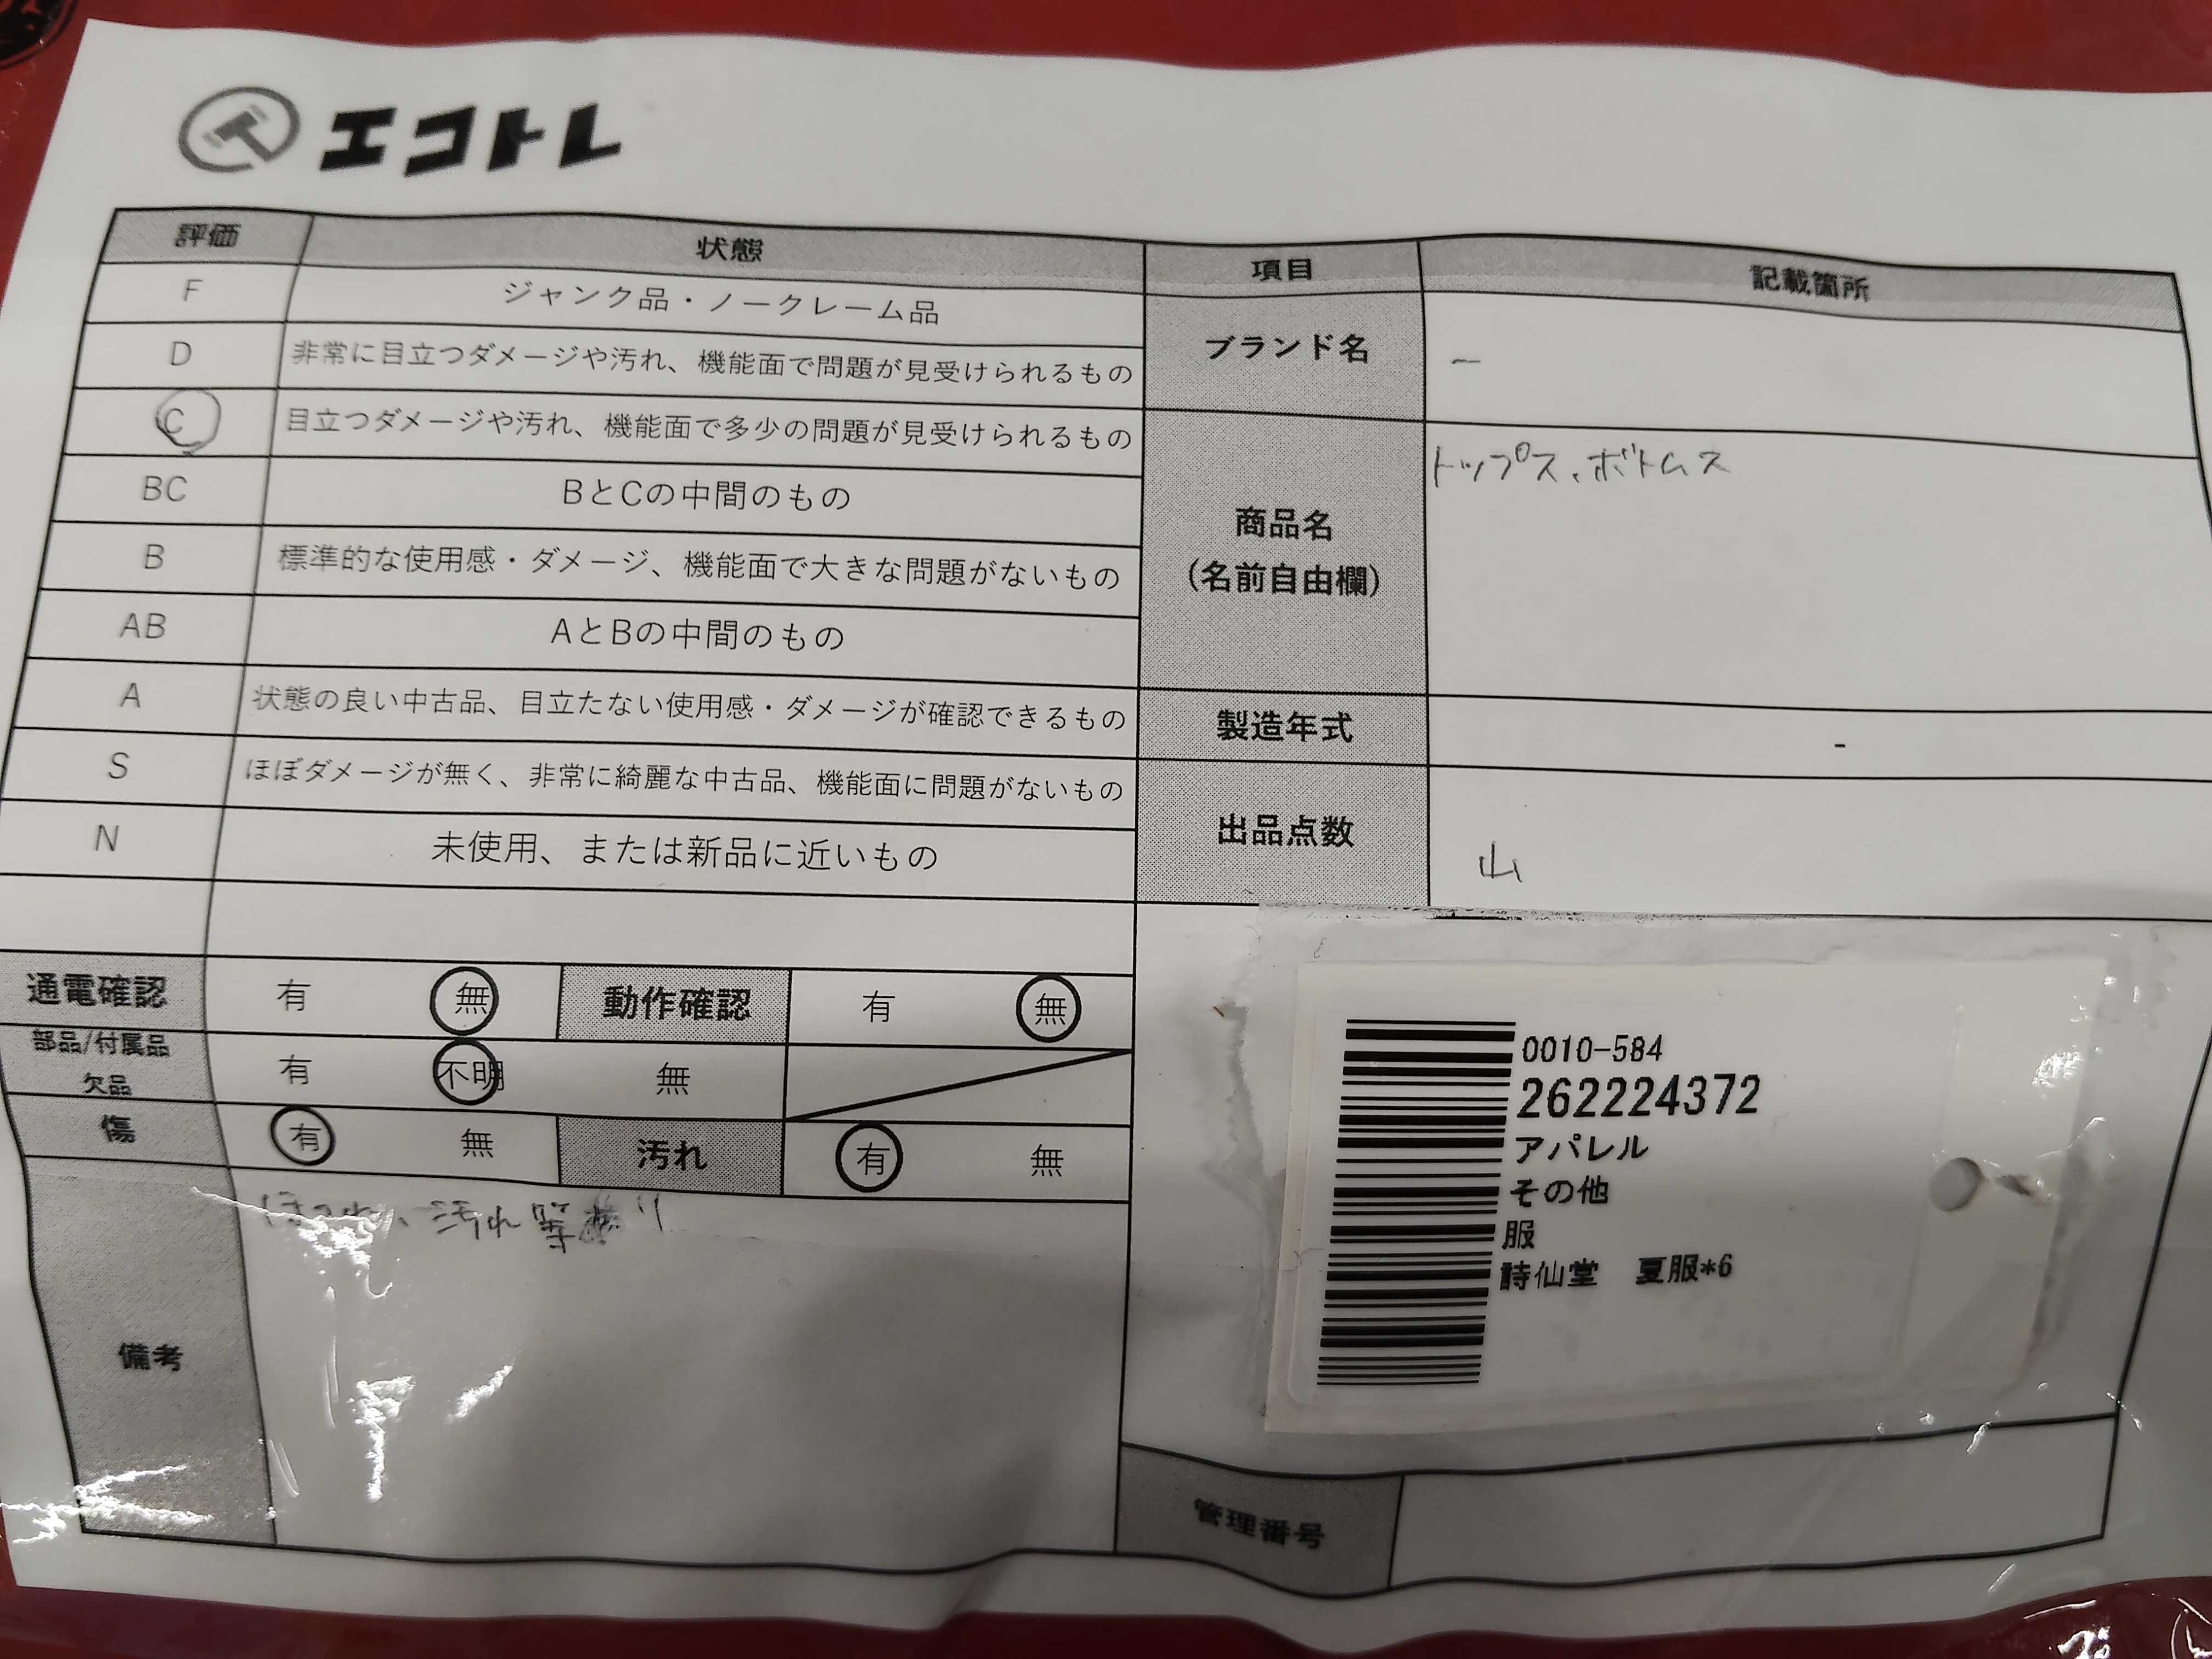 エコトレ
評価 状態 項目 記載箇所
F ジャンク品・ノークレーム品
D 非常に目立つダメージや汚れ、機能面で問題が見受けられるもの
C 目立つダメージや汚れ、機能面で多少の問題が見受けられるもの
BC BとCの中間のもの
B 標準的な使用感・ダメージ、機能面で大きな問題がないもの
AB AとBの中間のもの
A 状態の良い中古品、目立たない使用感・ダメージが確認できるもの
S ほぼダメージが無く、非常に綺麗な中古品、機能面に問題がないもの
N 未使用、または新品に近いもの
ブランド名 ー
商品名 トップス、ボトムス
(名前自由欄)
製造年式 -
出品点数 山
通電確認 有 無 動作確認 有 無
部品/付属品
欠品 有 不明 無
傷 有 無 汚れ 有 無
備考 汚れ等
0010-584
262224372
アパレル
その他
服
詩仙堂 夏服*6
管理番号